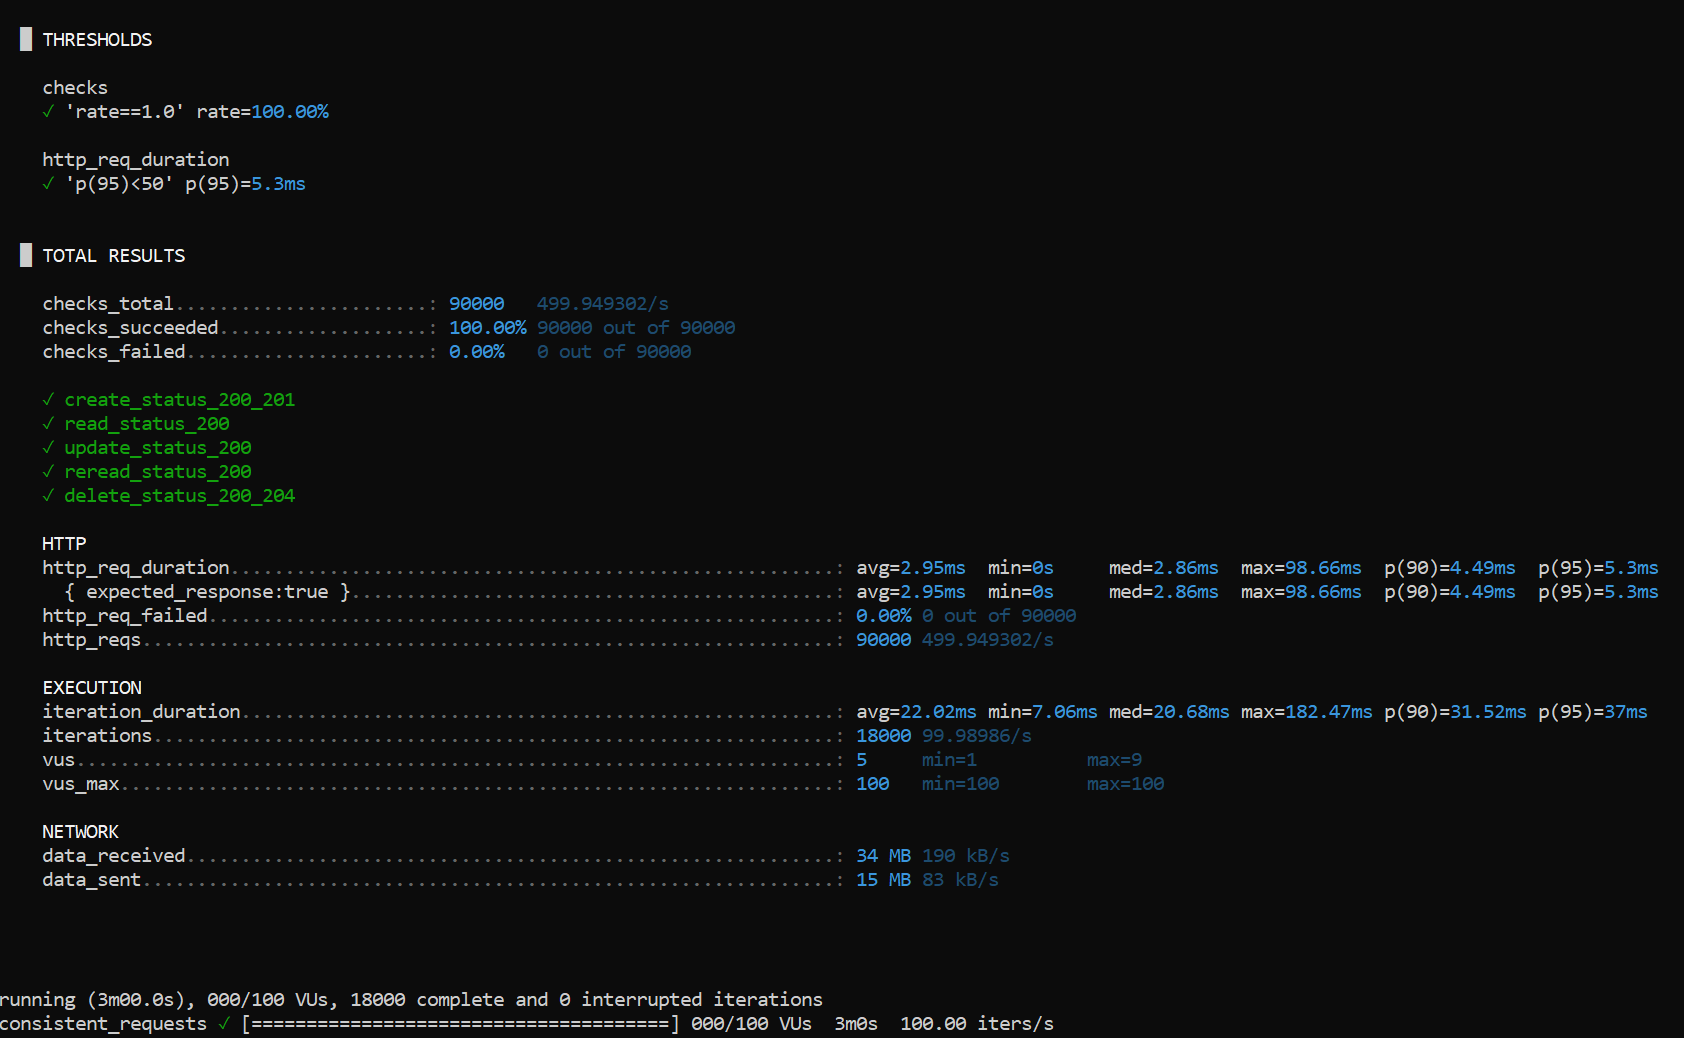 █ THRESHOLDS
checks
✓ 'rate==1.0' rate=100.00%
http_req_duration
✓ 'p(95)<50' p(95)=5.3ms
█ TOTAL RESULTS
checks_total.......................: 90000 499.949302/s
checks_succeeded...................: 100.00% 90000 out of 90000
checks_failed......................: 0.00% 0 out of 90000
✓ create_status_200_201
✓ read_status_200
✓ update_status_200
✓ reread_status_200
✓ delete_status_200_204
HTTP
http_req_duration.......................................................: avg=2.95ms min=0s med=2.86ms max=98.66ms p(90)=4.49ms p(95)=5.3ms
{ expected_response:true }............................................: avg=2.95ms min=0s med=2.86ms max=98.66ms p(90)=4.49ms p(95)=5.3ms
http_req_failed.........................................................: 0.00% 0 out of 90000
http_reqs...............................................................: 90000 499.949302/s
EXECUTION
iteration_duration......................................................: avg=22.02ms min=7.06ms med=20.68ms max=182.47ms p(90)=31.52ms p(95)=37ms
iterations..............................................................: 18000 99.98986/s
vus.....................................................................: 5 min=1 max=9
vus_max.................................................................: 100 min=100 max=100
NETWORK
data_received...........................................................: 34 MB 190 kB/s
data_sent...............................................................: 15 MB 83 kB/s
running (3m00.0s), 000/100 VUs, 18000 complete and 0 interrupted iterations
consistent_requests ✓ [======================================] 000/100 VUs 3m0s 100.00 iters/s